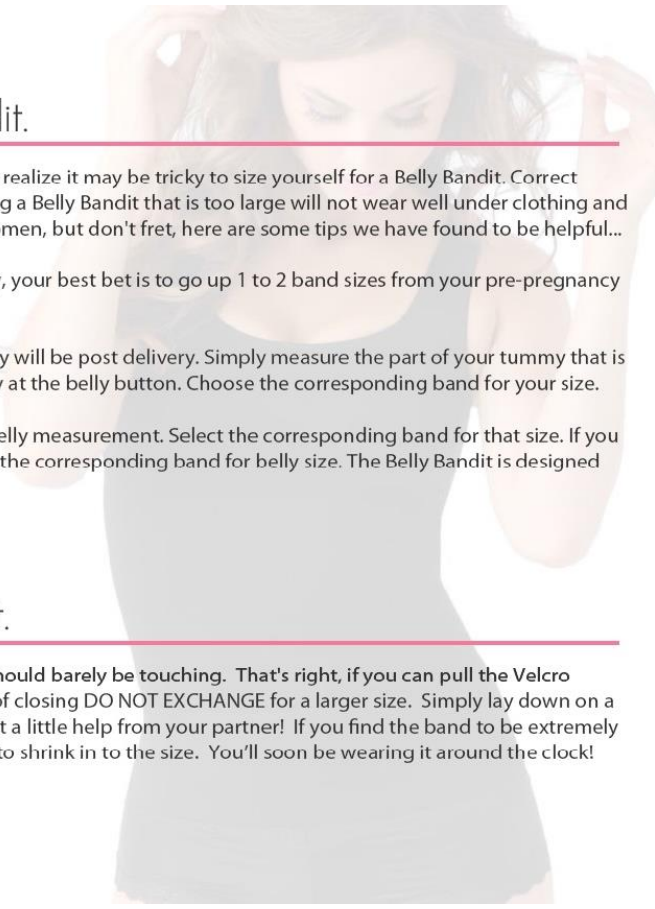 lit.
realize it may be tricky to size yourself for a Belly Bandit. Correct
g a Belly Bandit that is too large will not wear well under clothing and
men, but don't fret, here are some tips we have found to be helpful...
, your best bet is to go up 1 to 2 band sizes from your pre-pregnancy
y will be post delivery. Simply measure the part of your tummy that is
y at the belly button. Choose the corresponding band for your size.
elly measurement. Select the corresponding band for that size. If you
the corresponding band for belly size. The Belly Bandit is designed
t.
hould barely be touching. That's right, if you can pull the Velcro
of closing DO NOT EXCHANGE for a larger size. Simply lay down on a
t a little help from your partner! If you find the band to be extremely
to shrink in to the size. You'll soon be wearing it around the clock!